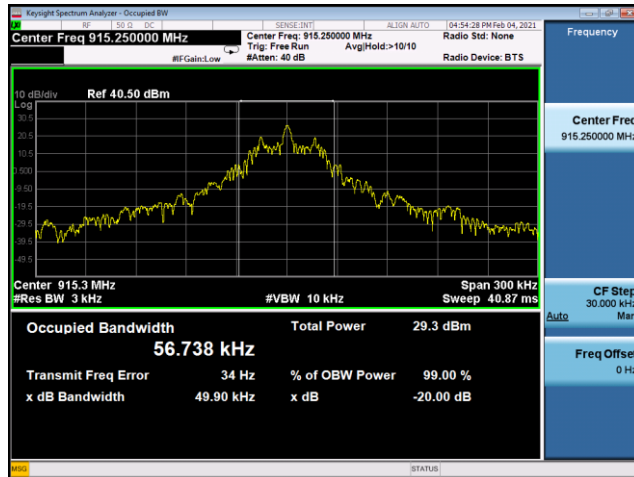 Keysight Spectrum Analyzer - Occupied BW
RF 50 Ω DC SENSE:INT ALIGN AUTO 04:54:28 PM Feb 04, 2021
Center Freq 915.250000 MHz
Center Freq: 915.250000 MHz Radio Std: None
Trig: Free Run Avg|Hold:>10/10
#IFGain:Low #Atten: 40 dB Radio Device: BTS
10 dB/div Ref 40.50 dBm
Log
30.5
20.5
10.5
0.500
-9.50
-19.5
-29.5
-39.5
-49.5
Center 915.3 MHz Span 300 kHz
#Res BW 3 kHz #VBW 10 kHz Sweep 40.87 ms
Occupied Bandwidth Total Power 29.3 dBm
56.738 kHz
Transmit Freq Error 34 Hz % of OBW Power 99.00 %
x dB Bandwidth 49.90 kHz x dB -20.00 dB
MSG STATUS
Frequency
Center Freq
915.250000 MHz
CF Step
30.000 kHz
Auto Man
Freq Offset
0 Hz